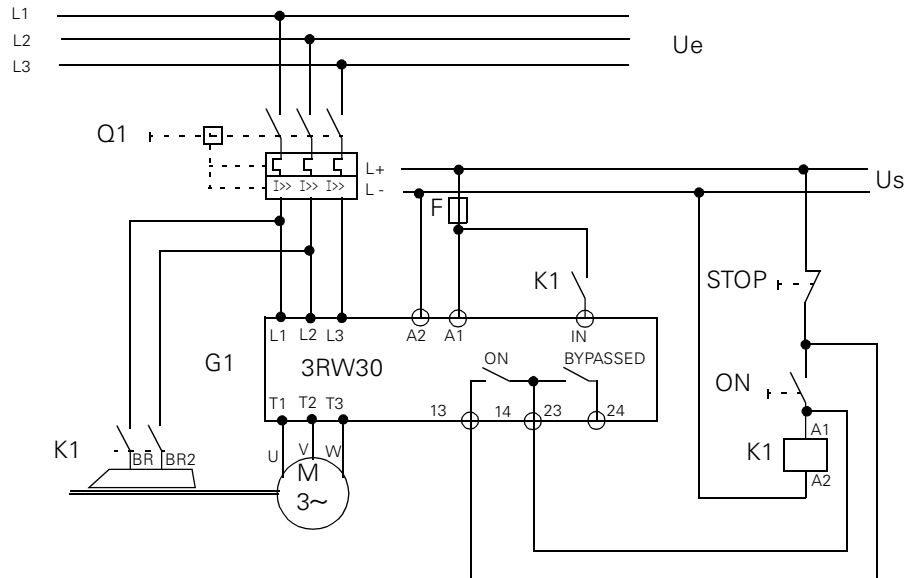 L1
L2
L3
Ue
Q1
I>> I>> I>>
L+
L -
Us
F
K1
STOP
L1 L2 L3
A2 A1 IN
G1
3RW30
ON
BYPASSED
ON
T1 T2 T3
13 14 23 24
K1
BR BR2
U V W
M
3~
K1
A1
A2